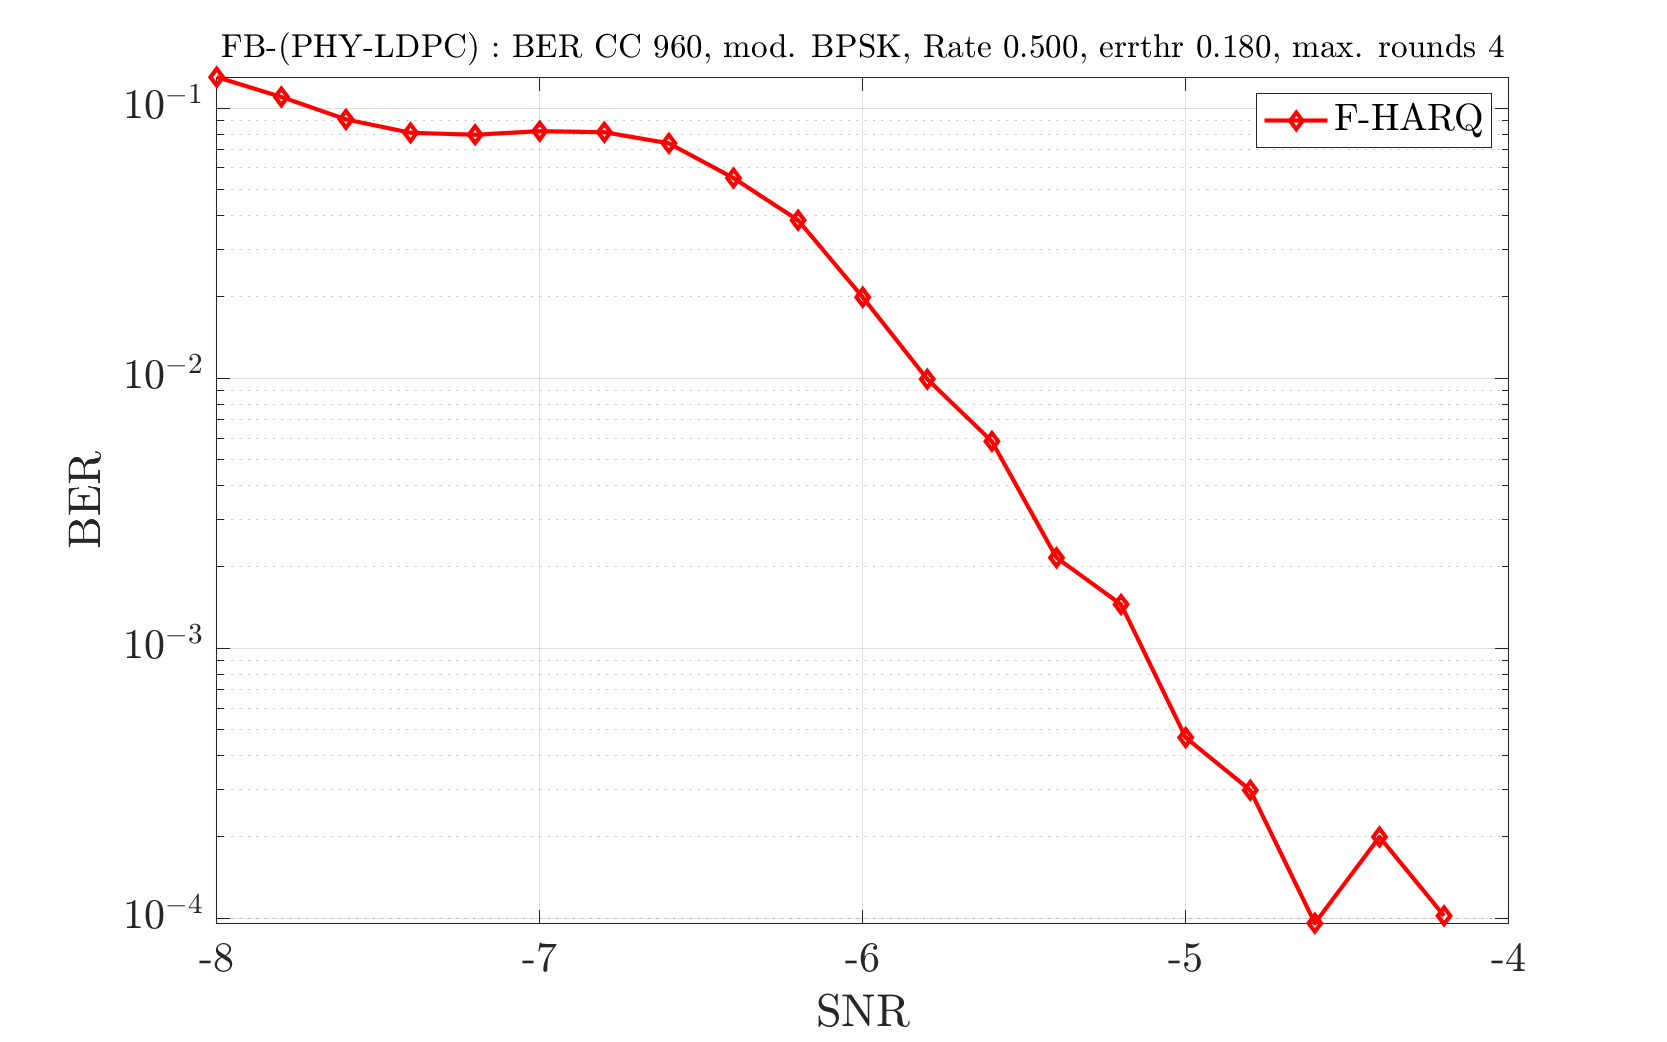 FB-(PHY-LDPC) : BER CC 960, mod. BPSK, Rate 0.500, errthr 0.180, max. rounds 4
F-HARQ
10⁻¹
10⁻²
10⁻³
10⁻⁴
BER
-8 -7 -6 -5 -4
SNR